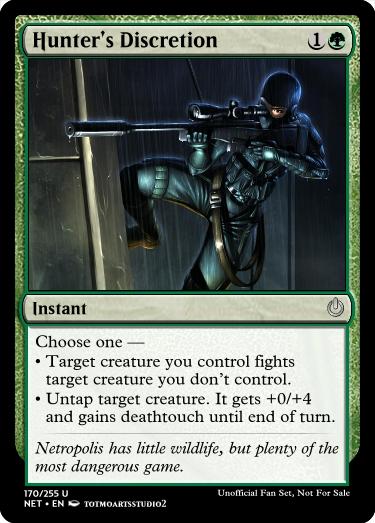 Hunter's Discretion 1
Instant
Choose one —
• Target creature you control fights
target creature you don't control.
• Untap target creature. It gets +0/+4
and gains deathtouch until end of turn.
Netropolis has little wildlife, but plenty of the
most dangerous game.
170/255 U
Unofficial Fan Set, Not For Sale
NET • EN TOTMOARTSSTUDIO2